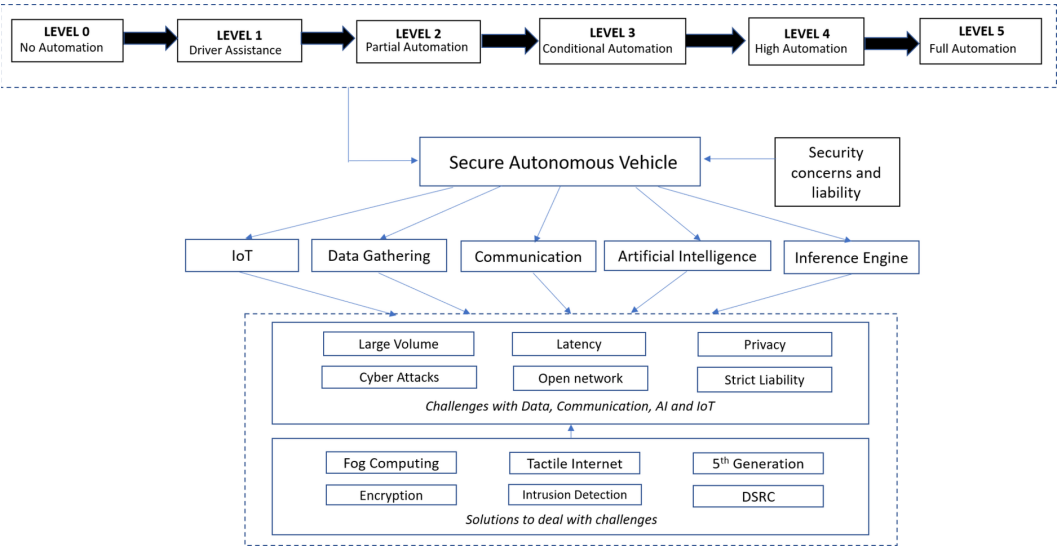 LEVEL 0
No Automation
LEVEL 1
Driver Assistance
LEVEL 2
Partial Automation
LEVEL 3
Conditional Automation
LEVEL 4
High Automation
LEVEL 5
Full Automation
Secure Autonomous Vehicle
Security
concerns and
liability
IoT
Data Gathering
Communication
Artificial Intelligence
Inference Engine
Large Volume
Latency
Privacy
Cyber Attacks
Open network
Strict Liability
Challenges with Data, Communication, AI and IoT
Fog Computing
Tactile Internet
5th Generation
Encryption
Intrusion Detection
DSRC
Solutions to deal with challenges